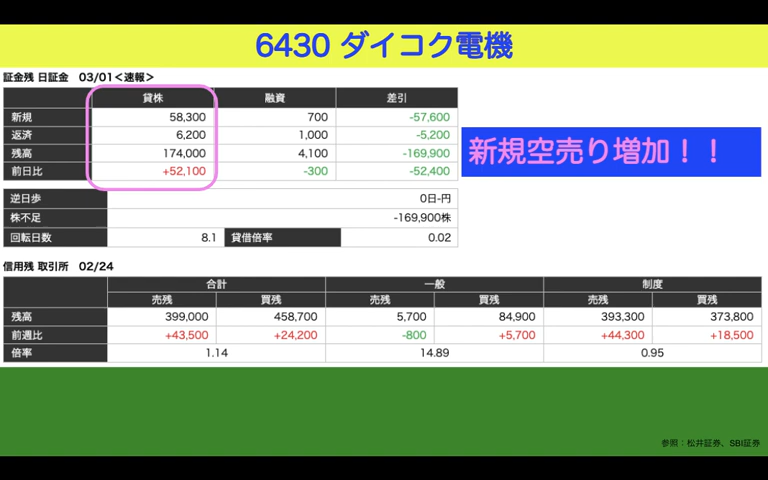 6430 ダイコク電機
証金残 日証金 03/01＜速報＞
貸株 融資 差引
新規 58,300 700 -57,600
返済 6,200 1,000 -5,200
残高 174,000 4,100 -169,900
前日比 +52,100 -300 -52,400
新規空売り増加！！
逆日歩 0日-円
株不足 -169,900株
回転日数 8.1 貸借倍率 0.02
信用残 取引所 02/24
合計 一般 制度
売残 買残 売残 買残 売残 買残
残高 399,000 458,700 5,700 84,900 393,300 373,800
前週比 +43,500 +24,200 -800 +5,700 +44,300 +18,500
倍率 1.14 14.89 0.95
参照：松井証券、SBI証券